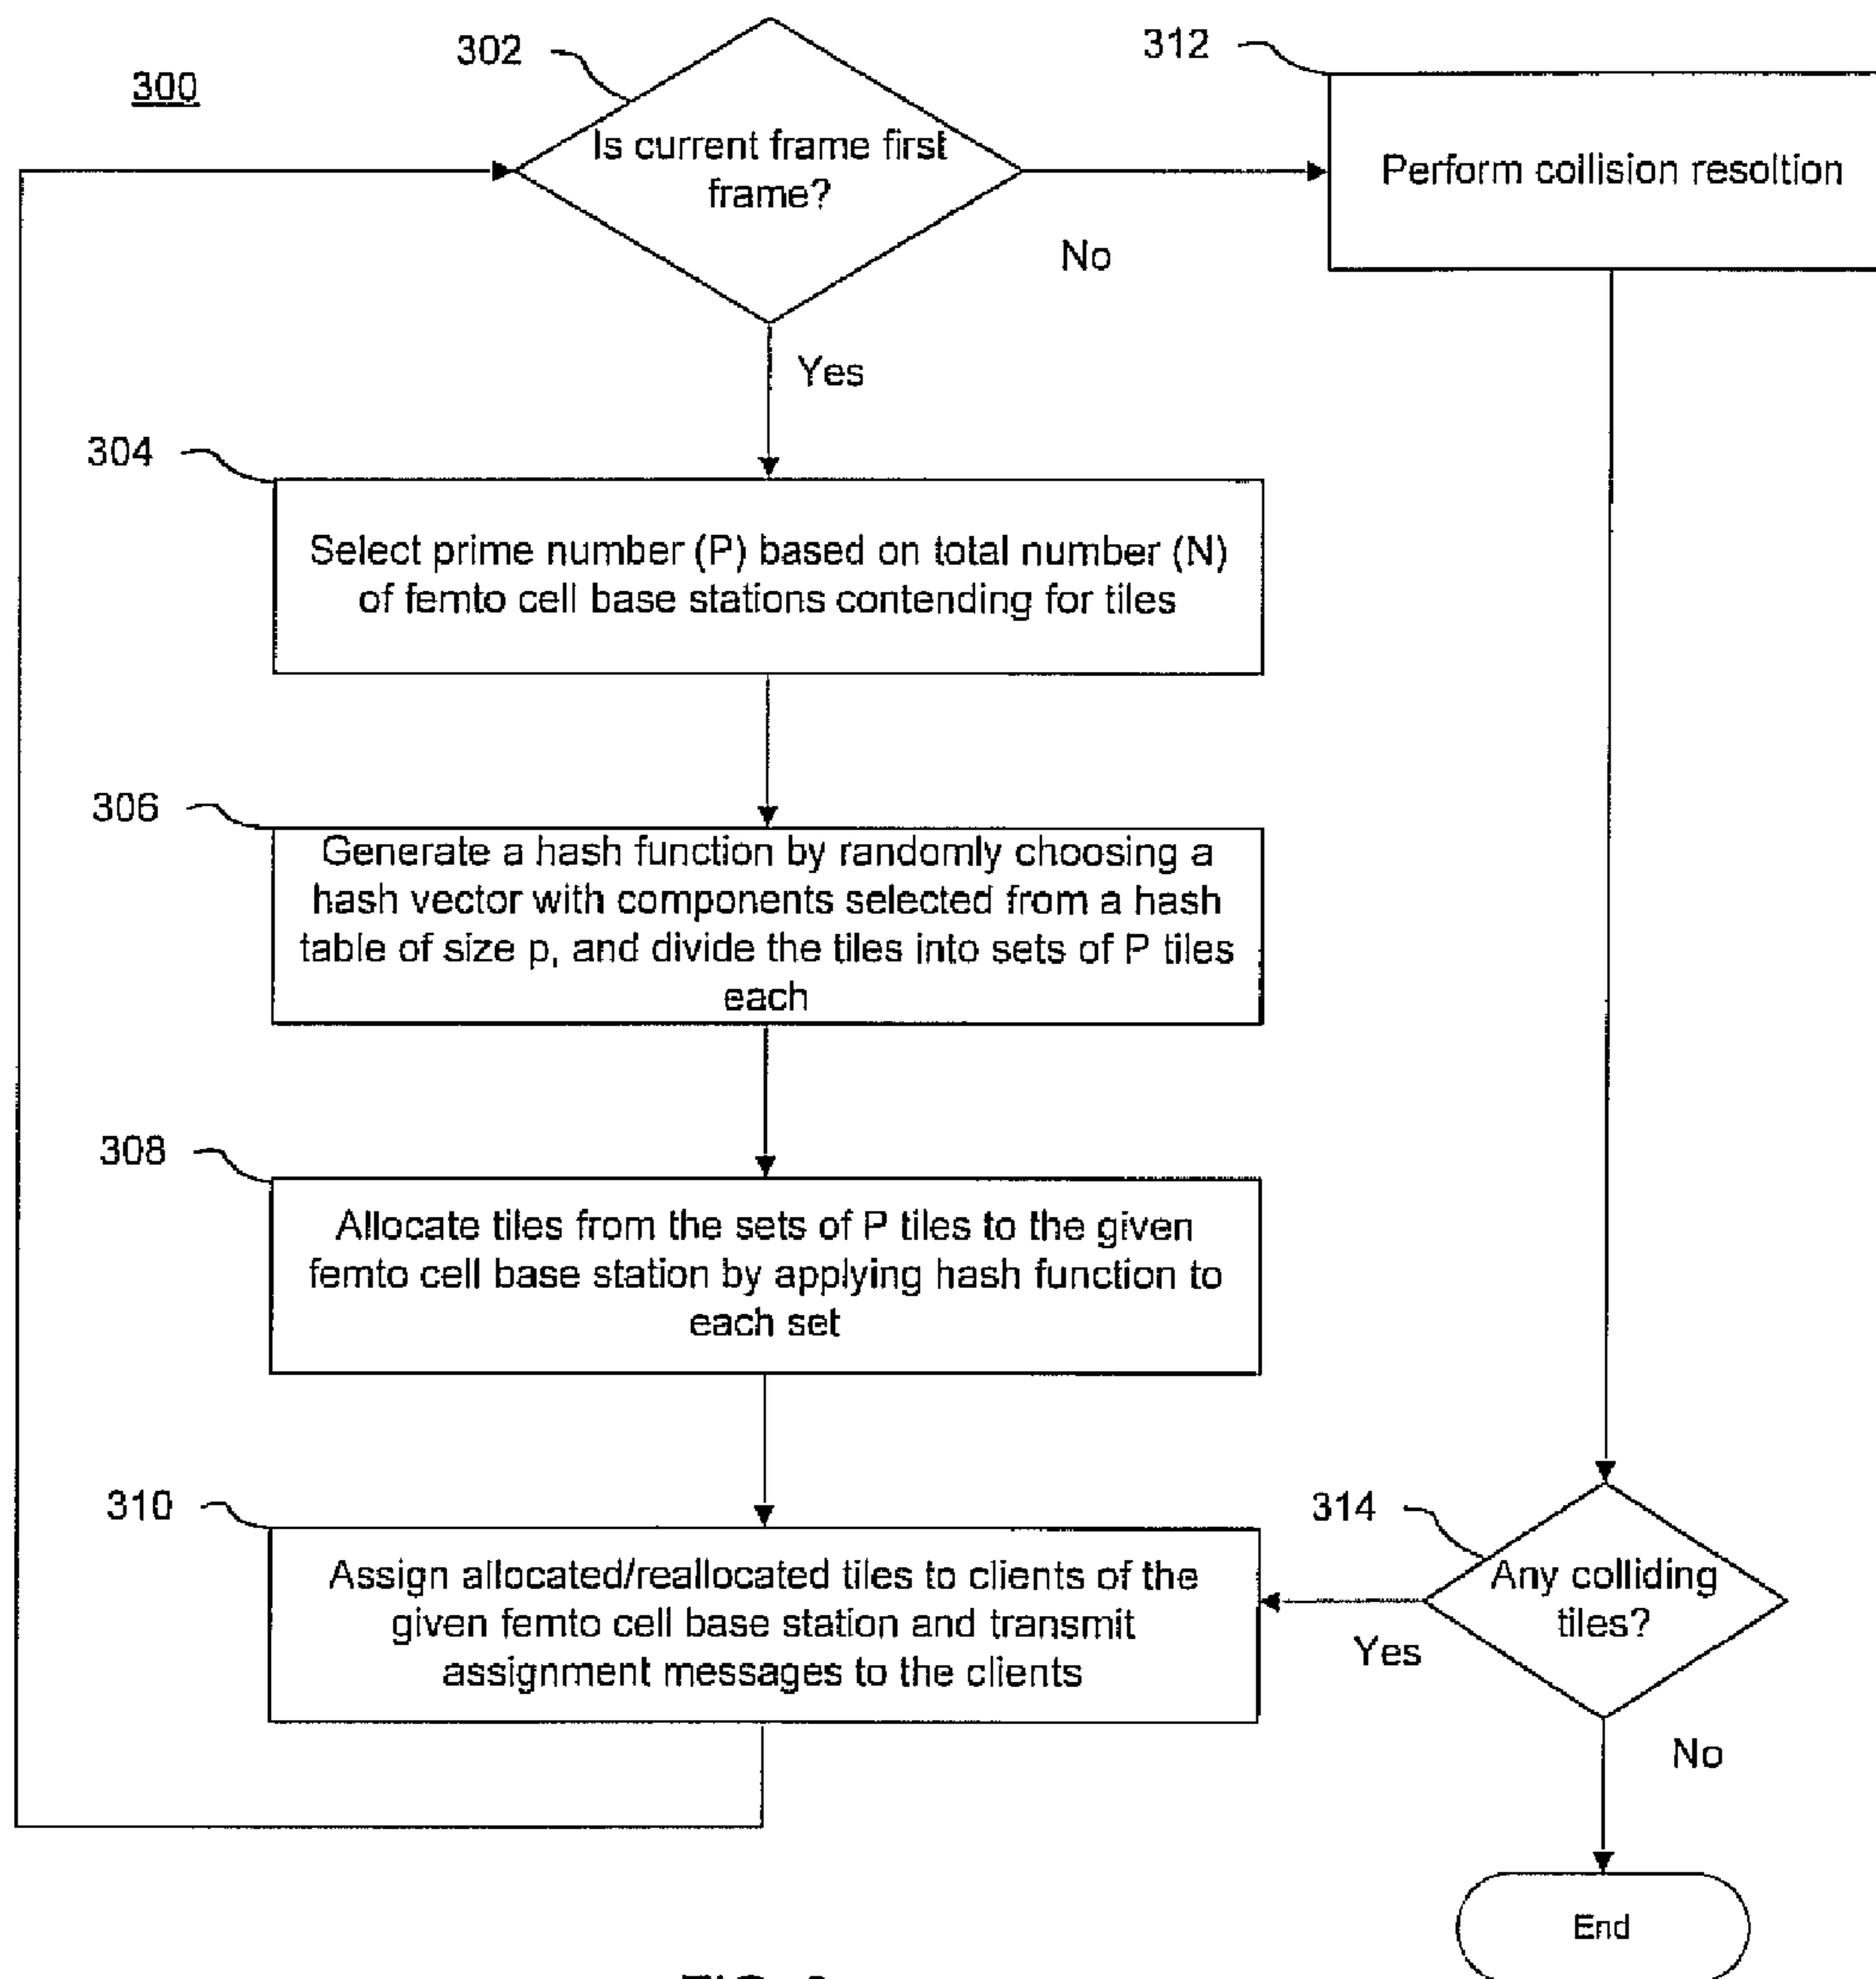 300
302
Is current frame first
frame?
No
Yes
312
Perform collision resoltion
304
Select prime number (P) based on total number (N)
of femto cell base stations contending for tiles
306
Generate a hash function by randomly choosing a
hash vector with components selected from a hash
table of size p, and divide the tiles into sets of P tiles
each
308
Allocate tiles from the sets of P tiles to the given
femto cell base station by applying hash function to
each set
310
Assign allocated/reallocated tiles to clients of the
given femto cell base station and transmit
assignment messages to the clients
314
Any colliding
tiles?
Yes
No
End